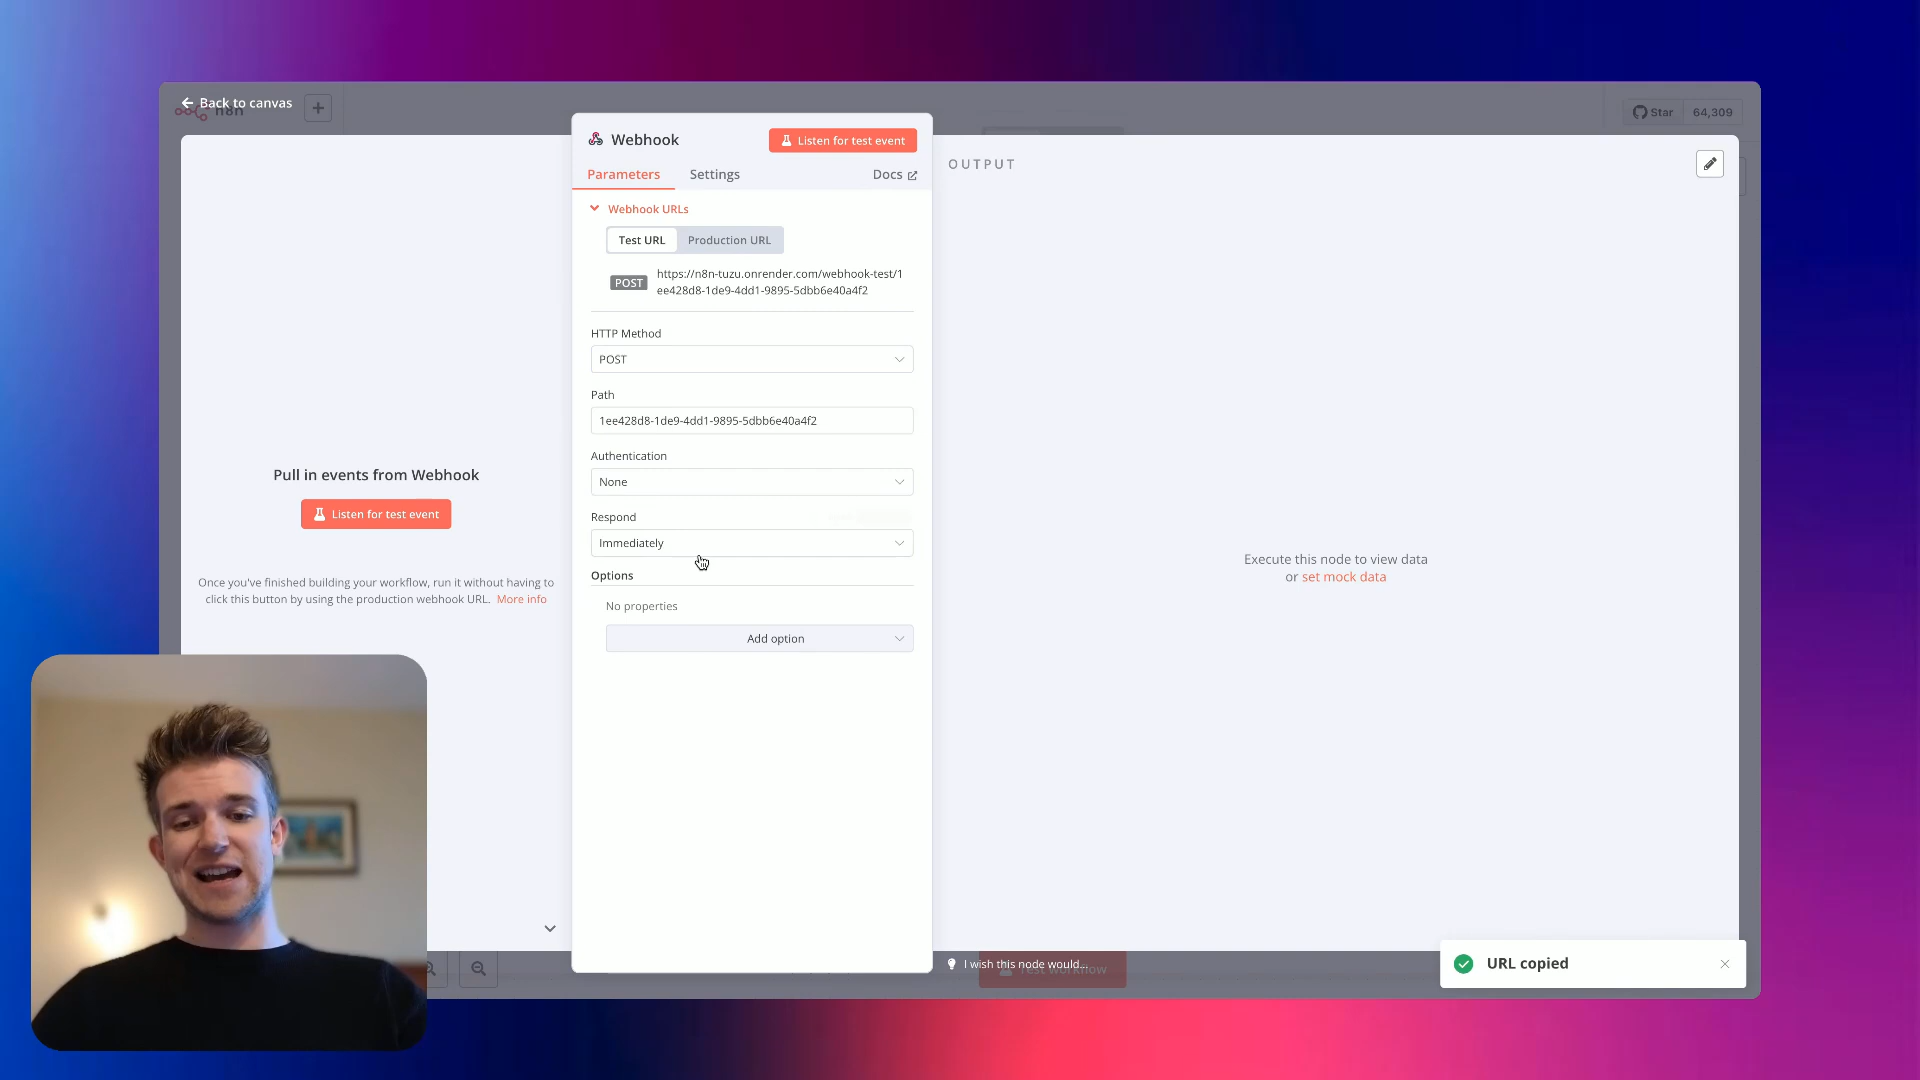 Back to canvas
n8n
Star
64,309
Webhook
Listen for test event
Parameters
Settings
Docs
OUTPUT
Webhook URLs
Test URL
Production URL
POST
https://n8n-tuzu.onrender.com/webhook-test/1
ee428d8-1de9-4dd1-9895-5dbb6e40a4f2
HTTP Method
POST
Path
1ee428d8-1de9-4dd1-9895-5dbb6e40a4f2
Authentication
None
Respond
Immediately
Options
No properties
Add option
Pull in events from Webhook
Listen for test event
Once you've finished building your workflow, run it without having to
click this button by using the production webhook URL. More info
Execute this node to view data
or set mock data
I wish this node would...
Test workflow
URL copied